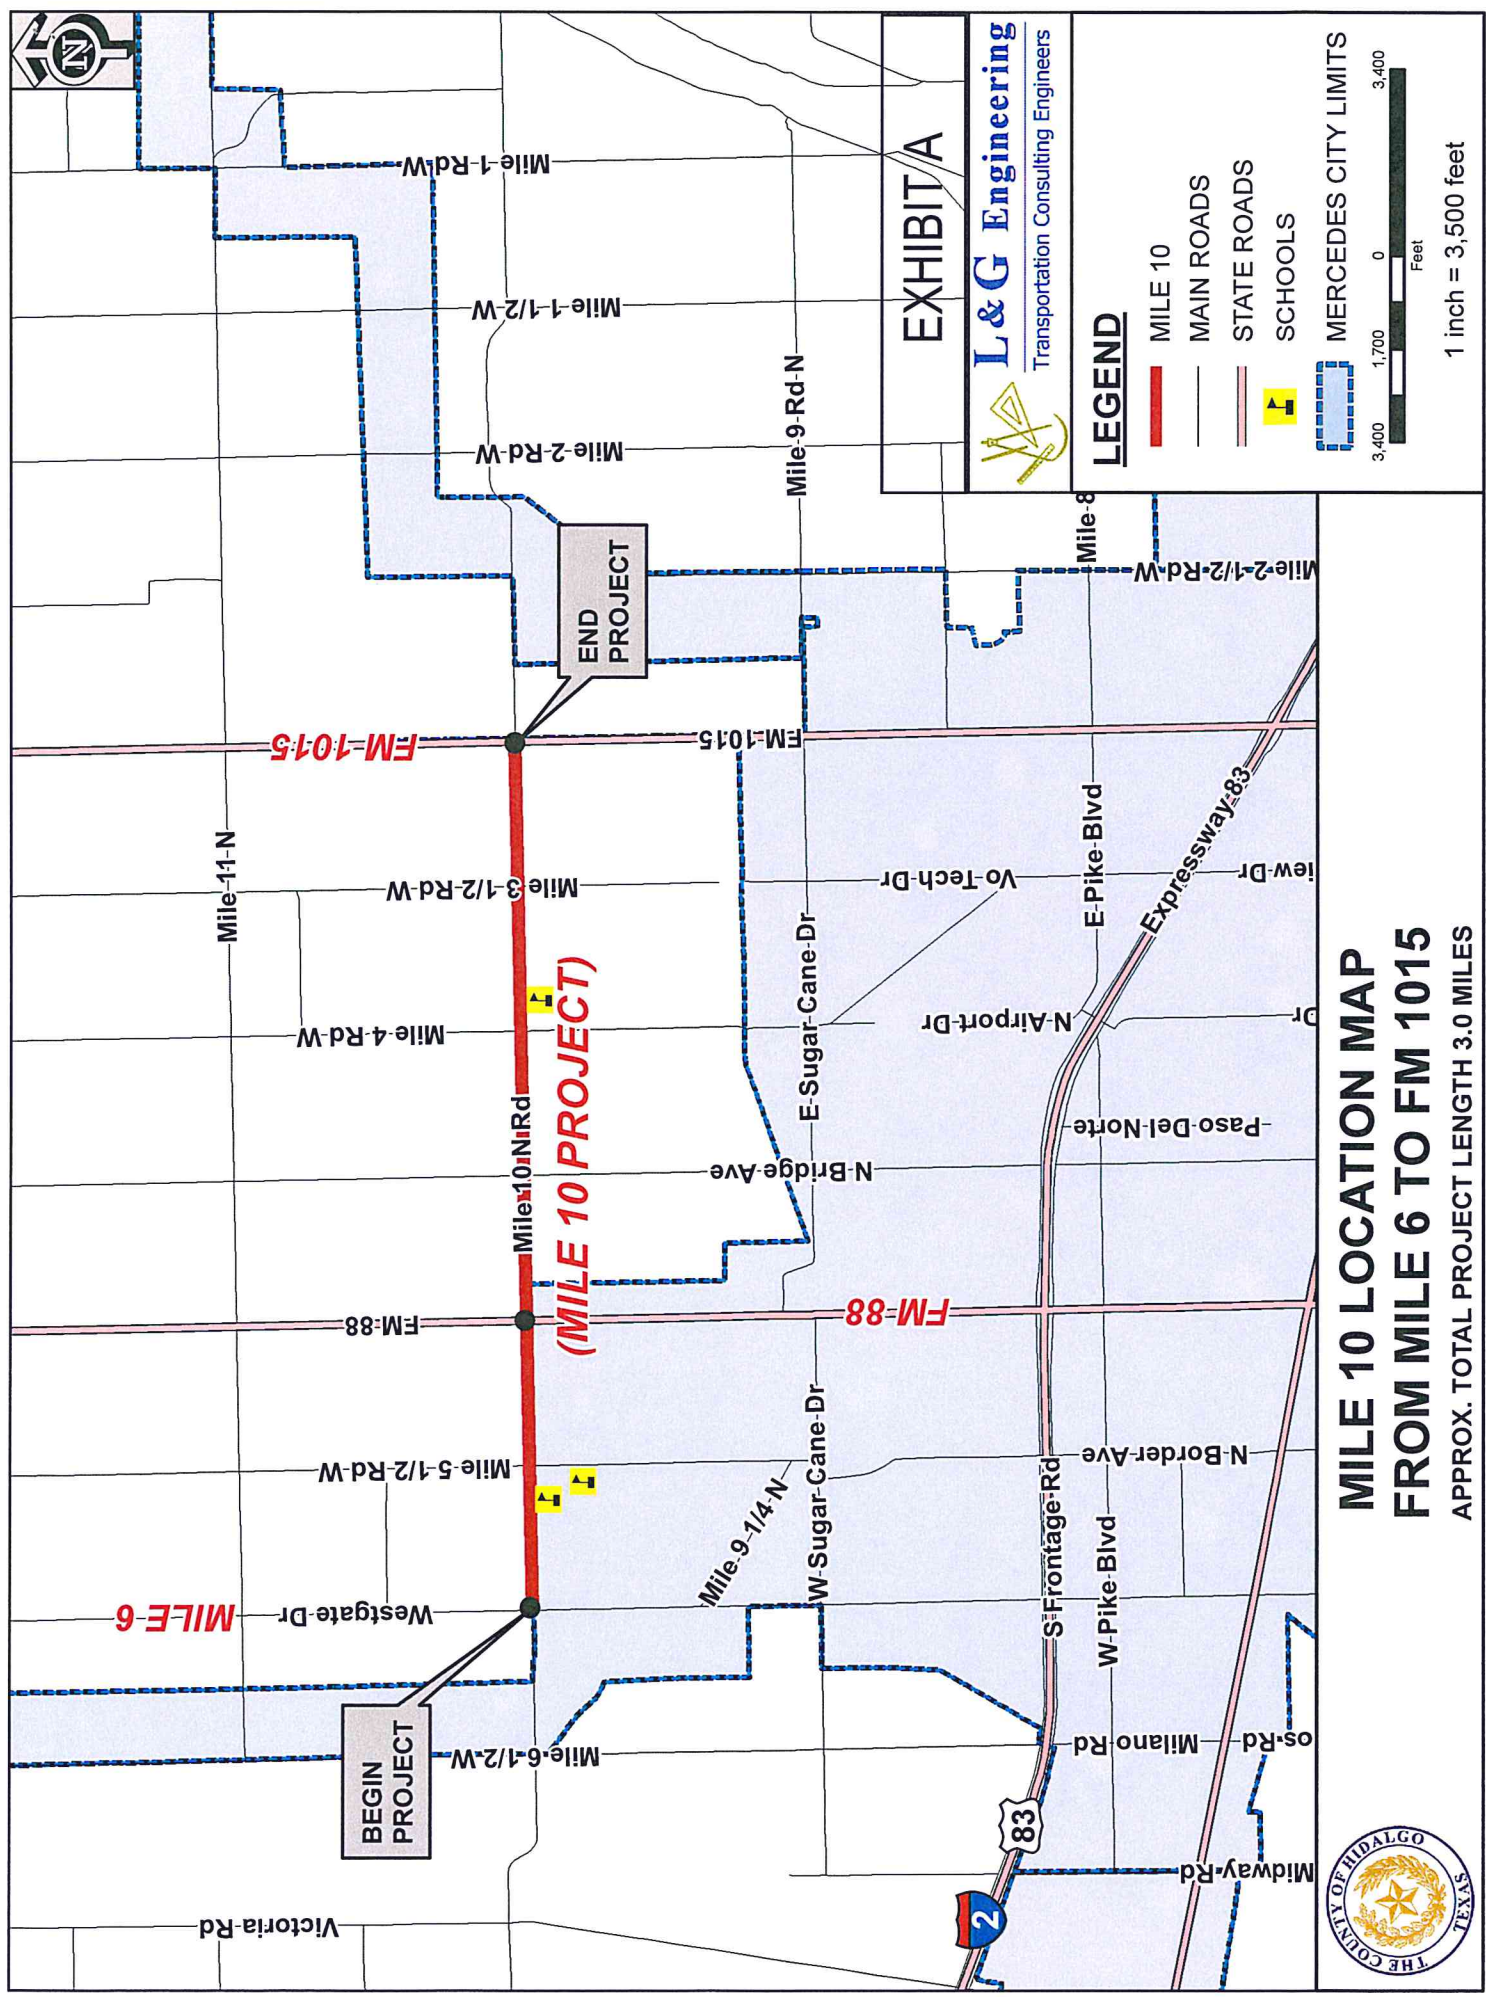 N
MILE 6
Westgate Dr
Mile 5 1/2 Rd W
FM 88
Mile 4 Rd W
Mile 11 N
Mile 3 1/2 Rd W
FM 1015
Mile 1 Rd W
Mile 1 1/2 W
Mile 2 Rd W
Victoria Rd
BEGIN
PROJECT
Mile 6 1/2 W
Mile 10 N Rd
(MILE 10 PROJECT)
END
PROJECT
FM 1015
Mile 9 Rd N
Mile 9 1/4 N
W Sugar Cane Dr
FM 88
N Bridge Ave
E Sugar Cane Dr
Vo Tech Dr
N Airport Dr
2
83
S Frontage Rd
W Pike Blvd
N Border Ave
Paso Del Norte
E Pike Blvd
Expressway 83
Mile 8
Mile 2 1/2 Rd W
Milano Rd
os Rd
Midway Rd
Dr
iew Dr
EXHIBIT A
L & G Engineering
Transportation Consulting Engineers
LEGEND
MILE 10
MAIN ROADS
STATE ROADS
SCHOOLS
MERCEDES CITY LIMITS
3,400 1,700 0 3,400
Feet
1 inch = 3,500 feet
THE COUNTY OF HIDALGO
TEXAS
MILE 10 LOCATION MAP
FROM MILE 6 TO FM 1015
APPROX. TOTAL PROJECT LENGTH 3.0 MILES